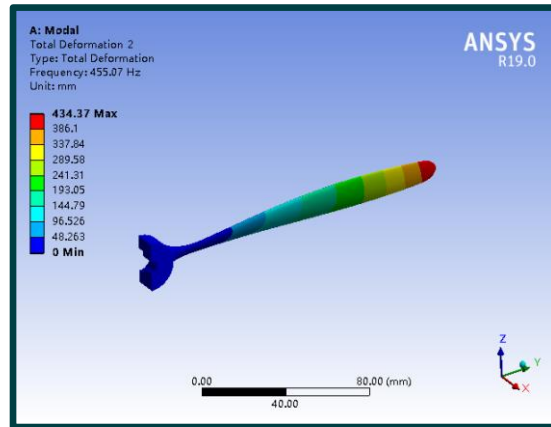 A: Modal
Total Deformation 2
Type: Total Deformation
Frequency: 455.07 Hz
Unit: mm
ANSYS
R19.0
434.37 Max
386.1
337.84
289.58
241.31
193.05
144.79
96.526
48.263
0 Min
Z
Y
X
0.00
80.00 (mm)
40.00